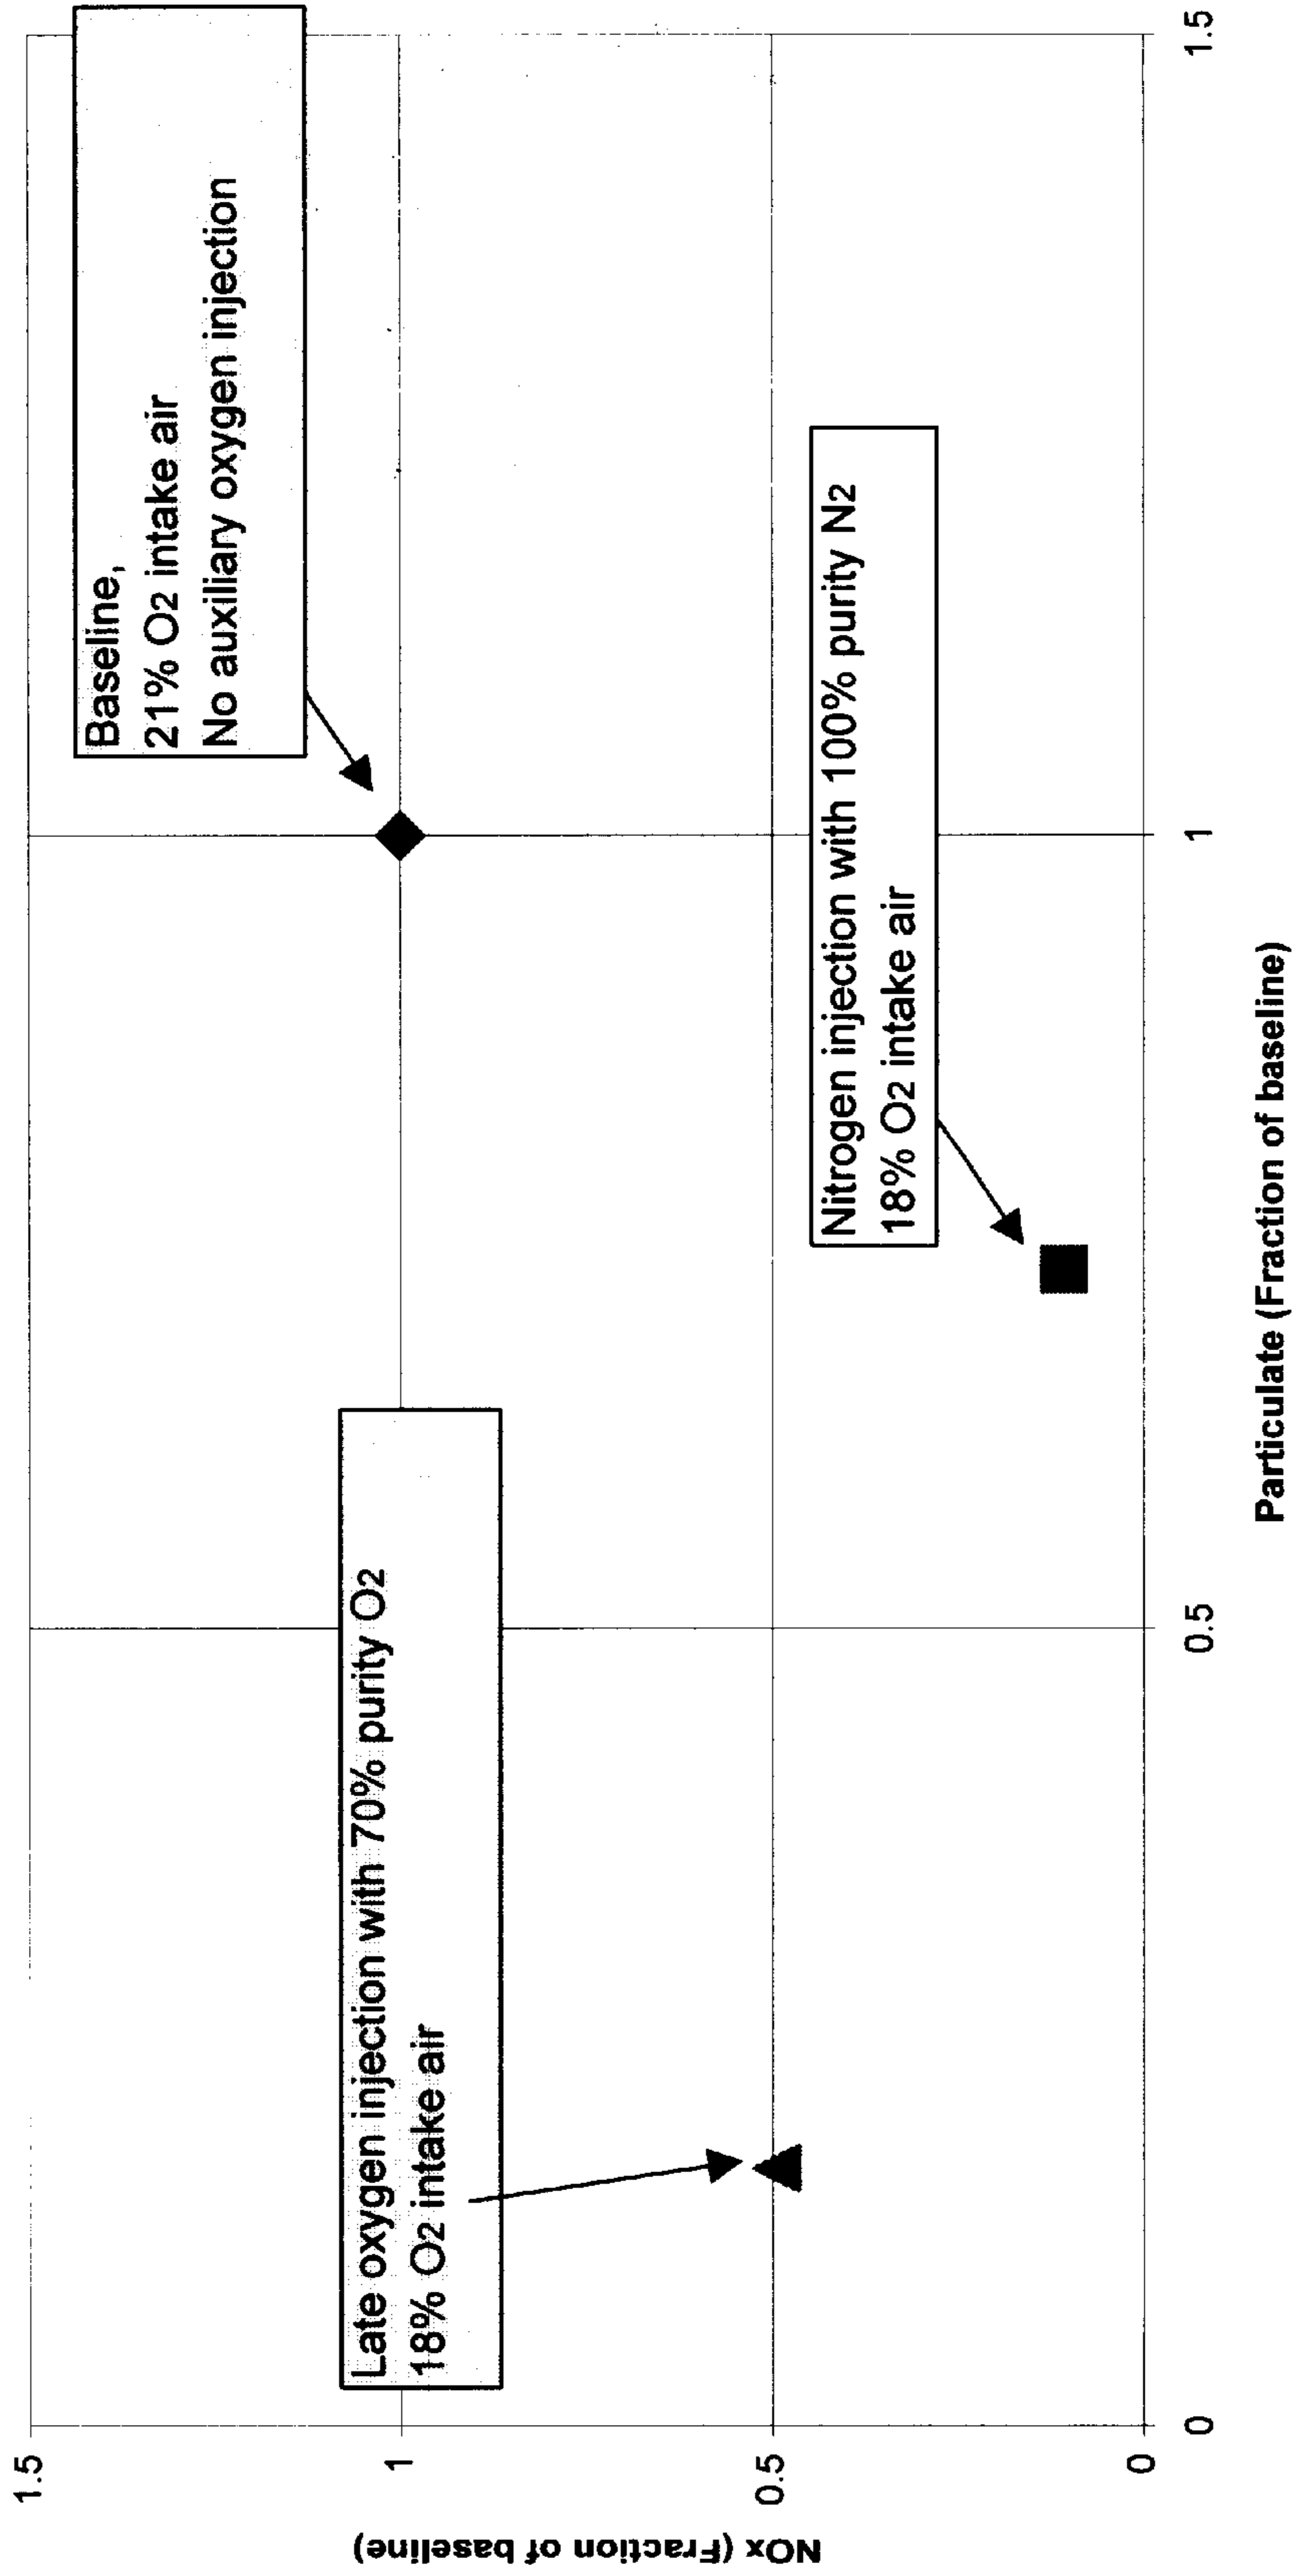 1.5
1
0.5
0
NOx (Fraction of baseline)
Late oxygen injection with 70% purity O2
18% O2 intake air
Baseline,
21% O2 intake air
No auxiliary oxygen injection
Nitrogen injection with 100% purity N2
18% O2 intake air
0
0.5
1
1.5
Particulate (Fraction of baseline)